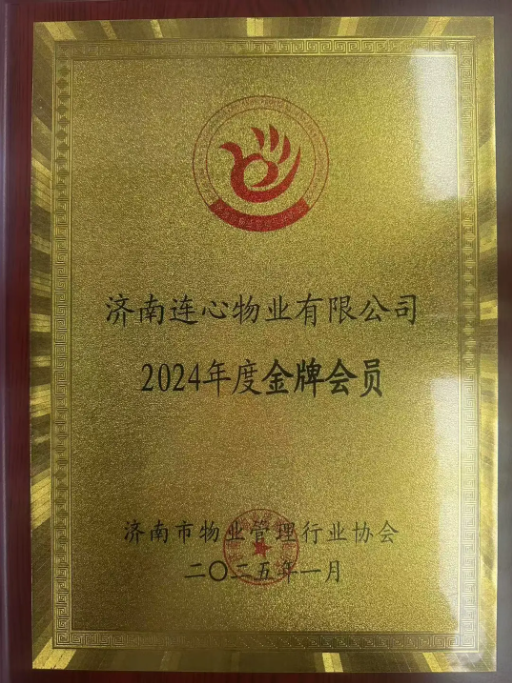 济南连心物业有限公司
2024年度金牌会员
济南市物业管理行业协会
二〇二五年一月